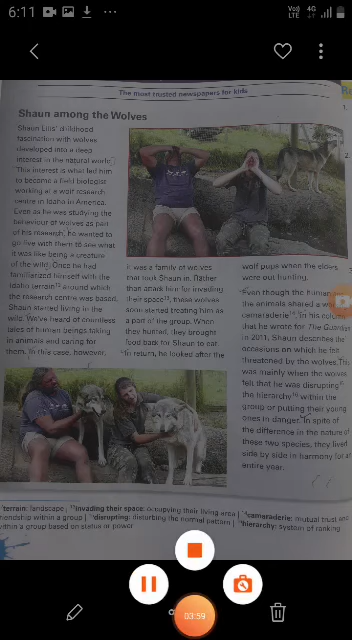 6:11
Vo))
LTE
4G
The most trusted newspapers for kids
Shaun among the Wolves
Shaun Ellis' childhood
fascination with wolves
developed into a deep
interest in the natural world.
This interest is what led him
to become a field biologist
working at a wolf research
centre in Idaho in America.
Even as he was studying the
behaviour of wolves as part
of his research, he wanted to
go live with them to see what
it was like being a creature
of the wild. Once he had
familiarized himself with the
Idaho terrain¹² around which
the research centre was based,
Shaun started living in the
wild. We've heard of countless
tales of human beings taking
in animals and caring for
them. In this case, however,
it was a family of wolves
that took Shaun in. Rather
than attack him for invading
their space¹³, these wolves
soon started treating him as
a part of the group. When
they hunted, they brought
food back for Shaun to eat.
In return, he looked after the
wolf pups when the elders
were out hunting.
Even though the human
the animals shared a
camaraderie¹⁴. In his column
that he wrote for The Guardian
in 2011, Shaun describes the
occasions on which he felt
threatened by the wolves. This
was mainly when the wolves
felt that he was disrupting¹⁵
the hierarchy¹⁶ within the
group or putting their young
ones in danger. In spite of
the difference in the nature of
these two species, they lived
side by side in harmony for an
entire year.
terrain: landscape | ¹³invading their space: occupying their living area | ¹⁴camaraderie: mutual trust and
friendship within a group | ¹⁵disrupting: disturbing the normal pattern | ¹⁶hierarchy: system of ranking
within a group based on status or power
03:59